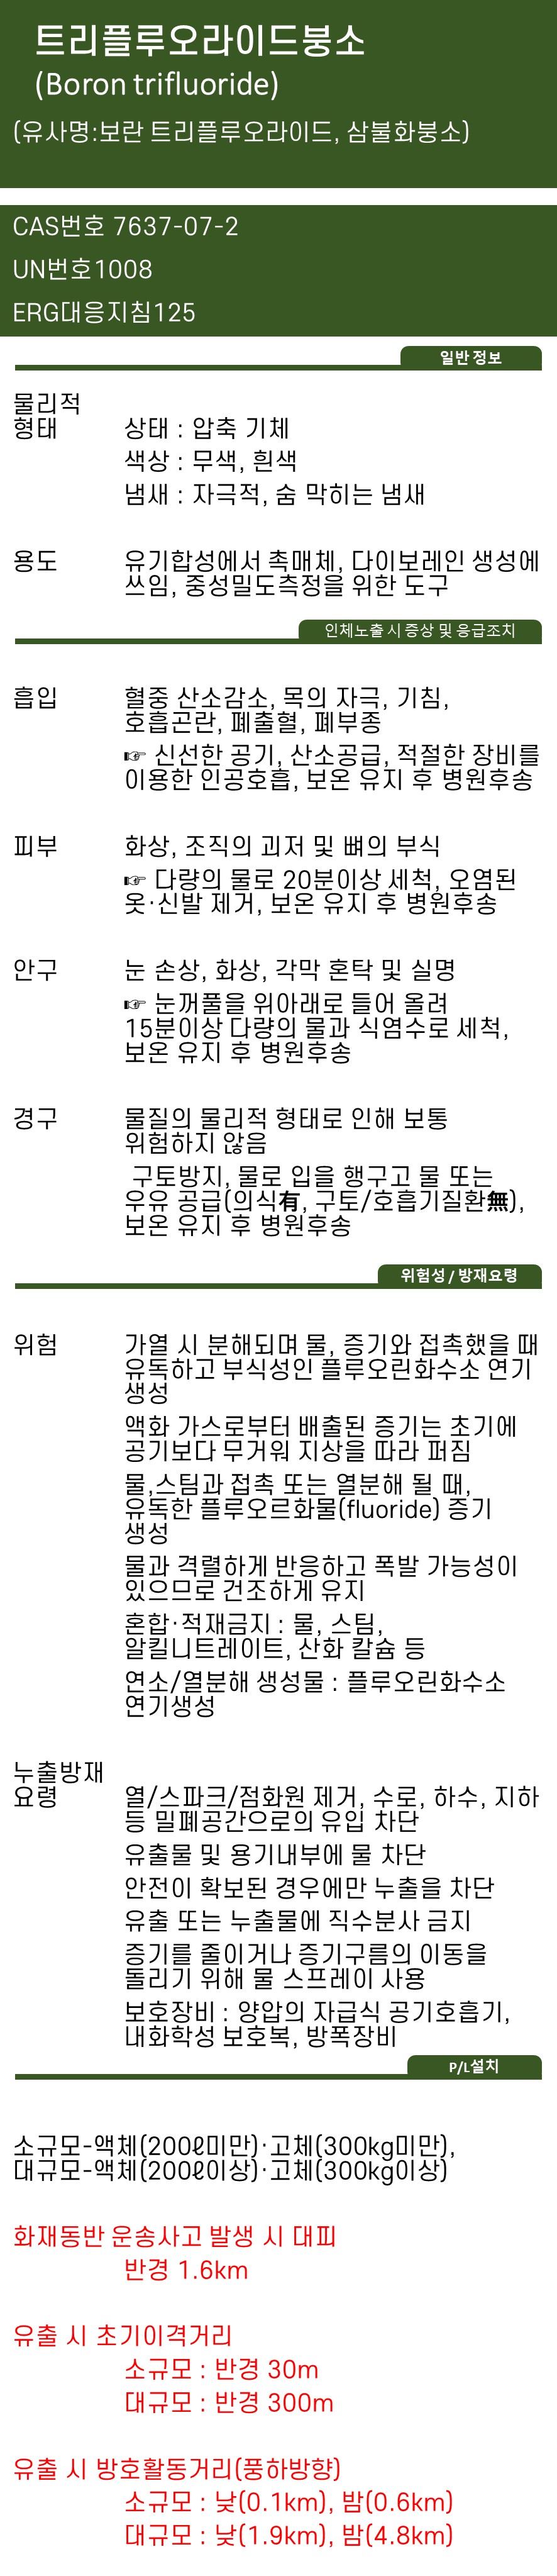 트리플루오라이드붕소
(Boron trifluoride)
(유사명:보란 트리플루오라이드, 삼불화붕소)
CAS번호 7637-07-2
UN번호1008
ERG대응지침125
일반 정보
물리적
형태 상태 : 압축 기체
색상 : 무색, 흰색
냄새 : 자극적, 숨 막히는 냄새
용도 유기합성에서 촉매체, 다이보레인 생성에
쓰임, 중성밀도측정을 위한 도구
인체노출 시 증상 및 응급조치
흡입 혈중 산소감소, 목의 자극, 기침,
호흡곤란, 폐출혈, 폐부종
☞ 신선한 공기, 산소공급, 적절한 장비를
이용한 인공호흡, 보온 유지 후 병원후송
피부 화상, 조직의 괴저 및 뼈의 부식
☞ 다량의 물로 20분이상 세척, 오염된
옷·신발 제거, 보온 유지 후 병원후송
안구 눈 손상, 화상, 각막 혼탁 및 실명
☞ 눈꺼풀을 위아래로 들어 올려
15분이상 다량의 물과 식염수로 세척,
보온 유지 후 병원후송
경구 물질의 물리적 형태로 인해 보통
위험하지 않음
구토방지, 물로 입을 행구고 물 또는
우유 공급(의식有, 구토/호흡기질환無),
보온 유지 후 병원후송
위험성 / 방재요령
위험 가열 시 분해되며 물, 증기와 접촉했을 때
유독하고 부식성인 플루오린화수소 연기
생성
액화 가스로부터 배출된 증기는 초기에
공기보다 무거워 지상을 따라 퍼짐
물,스팀과 접촉 또는 열분해 될 때,
유독한 플루오르화물(fluoride) 증기
생성
물과 격렬하게 반응하고 폭발 가능성이
있으므로 건조하게 유지
혼합·적재금지 : 물, 스팀,
알킬니트레이트, 산화 칼슘 등
연소/열분해 생성물 : 플루오린화수소
연기생성
누출방재
요령 열/스파크/점화원 제거, 수로, 하수, 지하
등 밀폐공간으로의 유입 차단
유출물 및 용기내부에 물 차단
안전이 확보된 경우에만 누출을 차단
유출 또는 누출물에 직수분사 금지
증기를 줄이거나 증기구름의 이동을
돌리기 위해 물 스프레이 사용
보호장비 : 양압의 자급식 공기호흡기,
내화학성 보호복, 방폭장비
P/L설치
소규모-액체(200ℓ미만)·고체(300kg미만),
대규모-액체(200ℓ이상)·고체(300kg이상)
화재동반 운송사고 발생 시 대피
반경 1.6km
유출 시 초기이격거리
소규모 : 반경 30m
대규모 : 반경 300m
유출 시 방호활동거리(풍하방향)
소규모 : 낮(0.1km), 밤(0.6km)
대규모 : 낮(1.9km), 밤(4.8km)